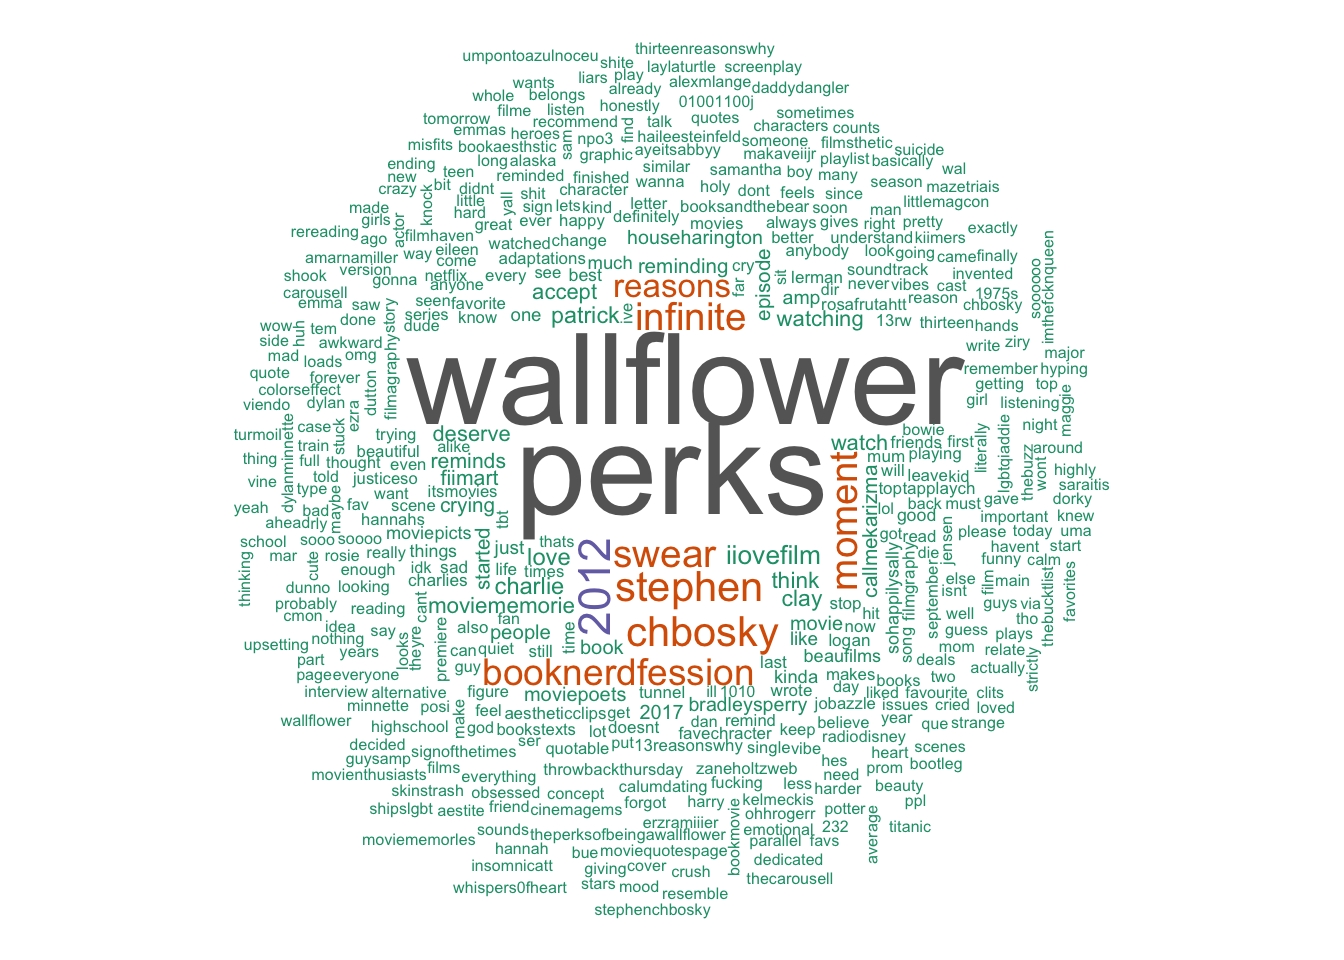 thirteenreasonswhy
umpontoazulnoceu
shite
laylaturtle screenplay
wants liars play already alexmlange daddydangler
whole belongs
filme listen honestly 01001100j sometimes
tomorrow recommend talk quotes characters counts
emmas heroes sam npo3 find haileesteinfeld someone filmsthetic
misfits bookaesthstic graphic ayeitsabbyy makaveiijr playlist basically suicide
ending long alaska similar samantha boy many wal
new teen reminded finished wanna holy dont feels since season mazetriais
crazy bit didnt shit character
knock little yall sign lets kind letter booksandthebear soon man littlemagcon
made hard great ever happy definitely movies always gives right pretty exactly
girls actor
rereading ago filmhaven watched change househarington better understand kiimers
amarnamiller way eileen adaptations much reminding cry episode sit anybody look going came finally imthefcknqueen soooooo
shook version come every see best far lerman soundtrack invented
carousell gonna netflix anyone accept reasons amp dir never vibes cast 1975s
emma saw seen favorite ive rosafrutahtt reason chbosky
wow huh tem done series know one patrick infinite watching 13rw thirteen hands
side awkward dude write ziry
mad loads omg filmagraphystory major
quote forever dutton remember hyping
colorseffect wallflower getting top
viendo dylan ezra girl listening maggie
turmoil case stuck trying deserve perks watch bowie friends first literally night
thing train beautiful alike moment mum playing around
full thought even reminds will leave kid lgbtqjaddie thebuzz wont highly
vine told justiceso fiimart callmekarizma toptapplaych saraitis
dylanminnette type maybe want itsmovies back must gave dorky
yeah bad fav scene crying lol good important knew
ahead rly hannahs tbt
school sooo soooo moviepicts got read jensen please today uma
mar rosie really things started just thats 2012 swear iiovefilm havent start
thinking cute enough idk sad love die funny calm
dunno looking charlies life times stephen think sohappilysally filmgraphy september else film main thebucketlist favorites
probably cant charlie clay isnt
cmon reading moviememorie stop hit guys via
idea fan chbosky song well tho
nothing say also people time movie now guess plays
upsetting years looks theyre premiere can quiet still book like logan mom relate strictly
part guy beaufilms deals actually
pageeveryone booknerdfession last
interview alternative figure moviepoets kinda makes books two
minnette posi tunnel ill 1010 wrote day liked favourite clits
make feel aestheticclips get 2017 bradleysperry jobazzle issues cried loved
wallflower highschool god bookstexts lot doesnt dan remind keep believe year que strange
favechracter radiodisney
decided signofthetimes ser quotable put 13reasonswhy singlevibe heart scenes
guysamp films throwbackthursday zaneholtzweb hes need prom bootleg
movienthusiasts everything fucking less
skinstrash obsessed concept calumdating harder beauty
shipslgbt aestite friend cinemagems forgot harry kelmeckis potter ppl
erzramiiier ohhrogerr
moviememorles sounds theperksofbeingawallflower bookmovie emotional 232 average titanic
hannah bue moviequotespage parallel favs
insomnicatt giving cover crush dedicated
whispers0fheart stars mood resemble thecarousell
stephenchbosky